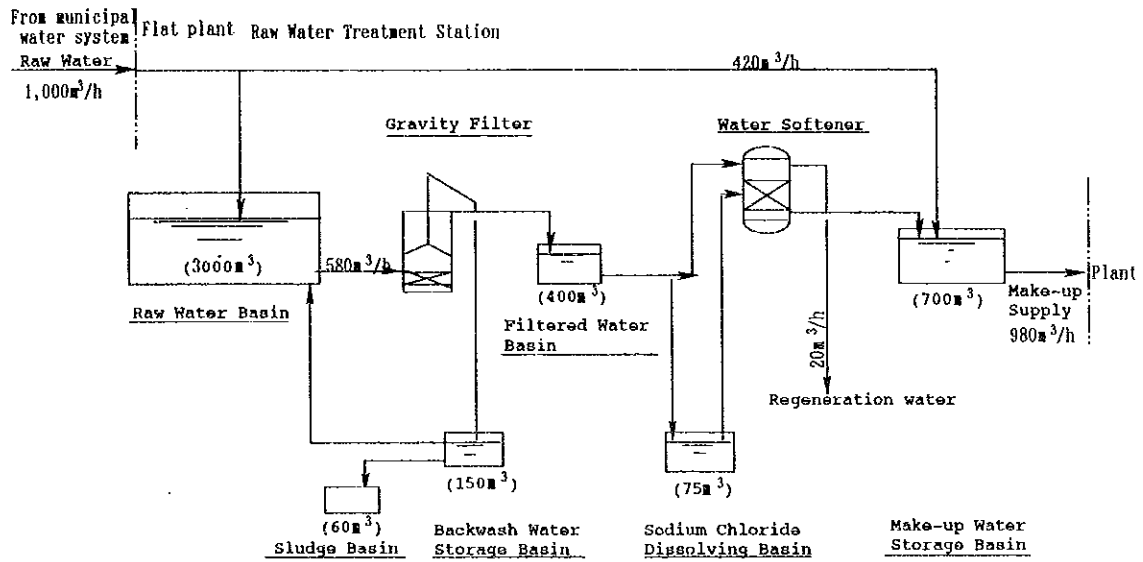 From municipal
water system
Flat plant Raw Water Treatment Station
Raw Water
1,000m³/h
420m³/h
Gravity Filter
Water Softener
(3000m³)
580m³/h
(400m³)
(700m³)
Plant
Raw Water Basin
Filtered Water
Basin
Make-up
Supply
980m³/h
20m³/h
Regeneration water
(150m³)
(75m³)
(60m³)
Sludge Basin
Backwash Water
Storage Basin
Sodium Chloride
Dissolving Basin
Make-up Water
Storage Basin